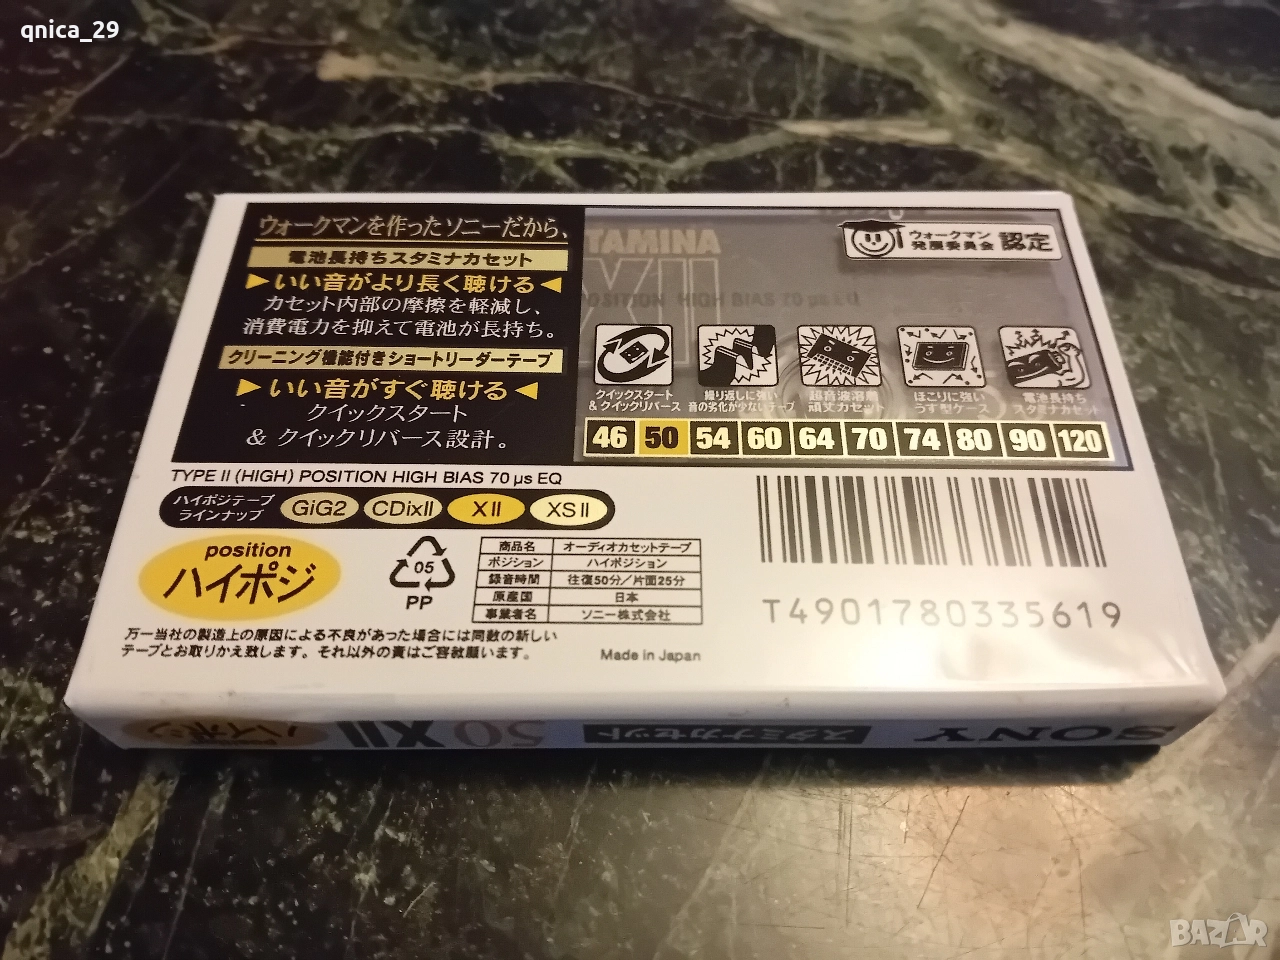 qnica_29
ウォークマンを作ったソニーだから、
電池長持ちスタミナカセット
いい音がより長く聴ける
カセット内部の摩擦を軽減し、
消費電力を抑えて電池が長持ち。
クリーニング機能付きショートリーダーテープ
いい音がすぐ聴ける
クイックスタート
& クイックリバース設計。
TAMINA
XII
POSITION HIGH BIAS 70 µs EQ
ウォークマン
発展委員会 認定
クイックスタート
& クイックリバース
繰り返しに強い
音の劣化が少ないテープ
超音波溶着
頑丈カセット
ほこりに強い
うす型ケース
電池長持ち
スタミナカセット
46 50 54 60 64 70 74 80 90 120
TYPE II (HIGH) POSITION HIGH BIAS 70 µs EQ
ハイポジテープ
ラインナップ
GiG2 CDixII XII XSII
position
ハイポジ
05
PP
商品名 オーディオカセットテープ
ポジション ハイポジション
録音時間 往復50分／片面25分
原産国 日本
事業者名 ソニー株式会社
T4901780335619
万一当社の製造上の原因による不良があった場合には同数の新しい
テープとお取りかえ致します。それ以外の責はご容赦願います。
Made in Japan
SONY スタミナカセット 50 XII position ハイポジ
BAZAR